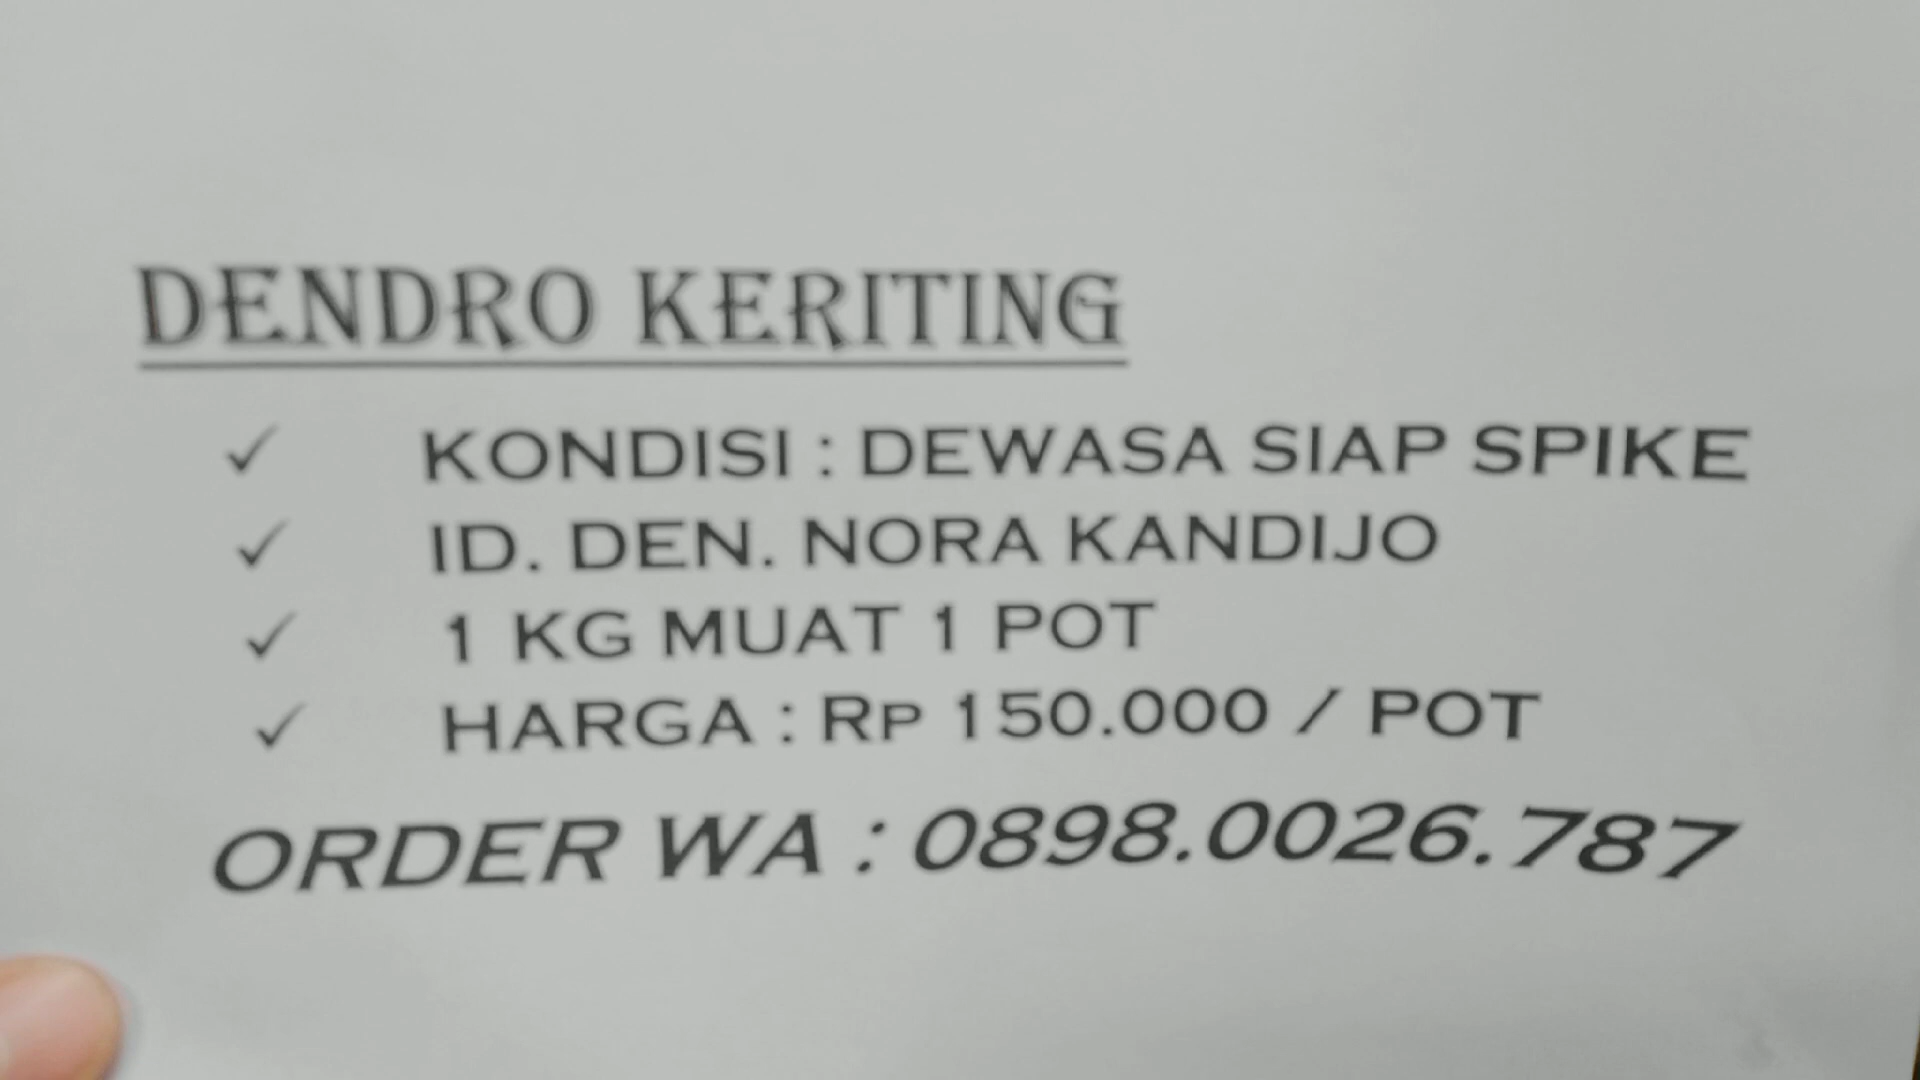 DENDRO KERITING
✓ KONDISI : DEWASA SIAP SPIKE
✓ ID. DEN. NORA KANDIJO
✓ 1 KG MUAT 1 POT
✓ HARGA : RP 150.000 / POT
ORDER WA : 0898.0026.787